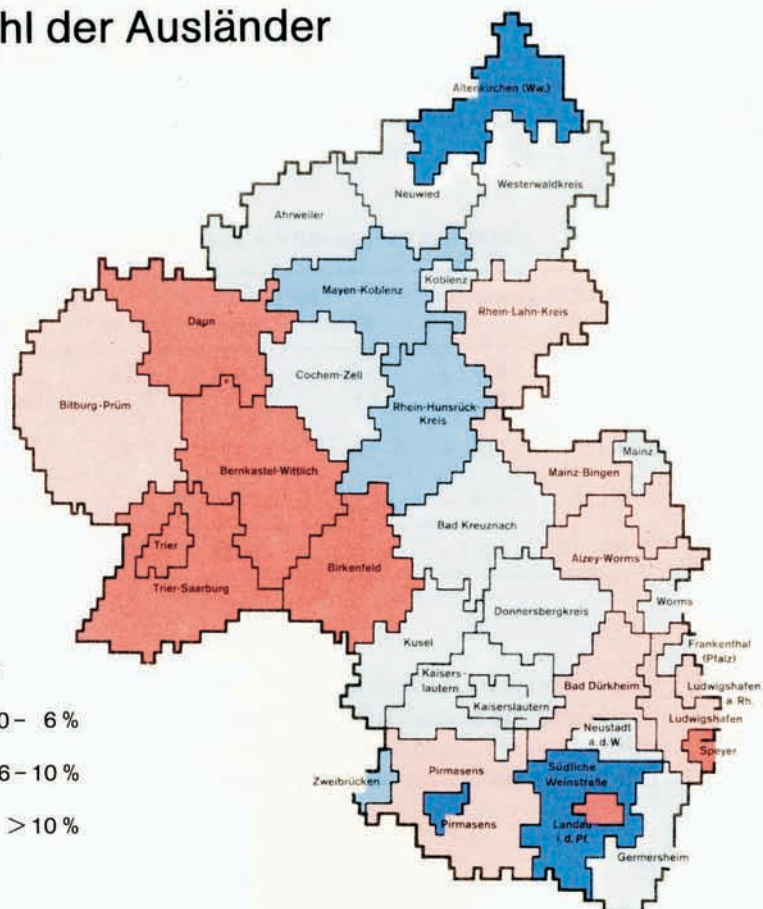 hl der Ausländer
Altenkirchen (Ww.)
Neuwied
Westerwaldkreis
Ahrweiler
Mayen-Koblenz
Koblenz
Rhein-Lahn-Kreis
Daun
Cochem-Zell
Bitburg-Prüm
Rhein-Hunsrück-
Kreis
Bernkastel-Wittlich
Mainz
Mainz-Bingen
Bad Kreuznach
Trier
Alzey-Worms
Birkenfeld
Trier-Saarburg
Worms
Donnersbergkreis
Kusel
Frankenthal
(Pfalz)
Kaisers-
lautern
Kaiserslautern
Bad Dürkheim
Ludwigshafen
a. Rh.
Ludwigshafen
0– 6 %
Neustadt
a.d.W.
Speyer
6–10 %
Zweibrücken
Pirmasens
Südliche
Weinstraße
>10 %
Pirmasens
Landau
i.d.Pf.
Germersheim